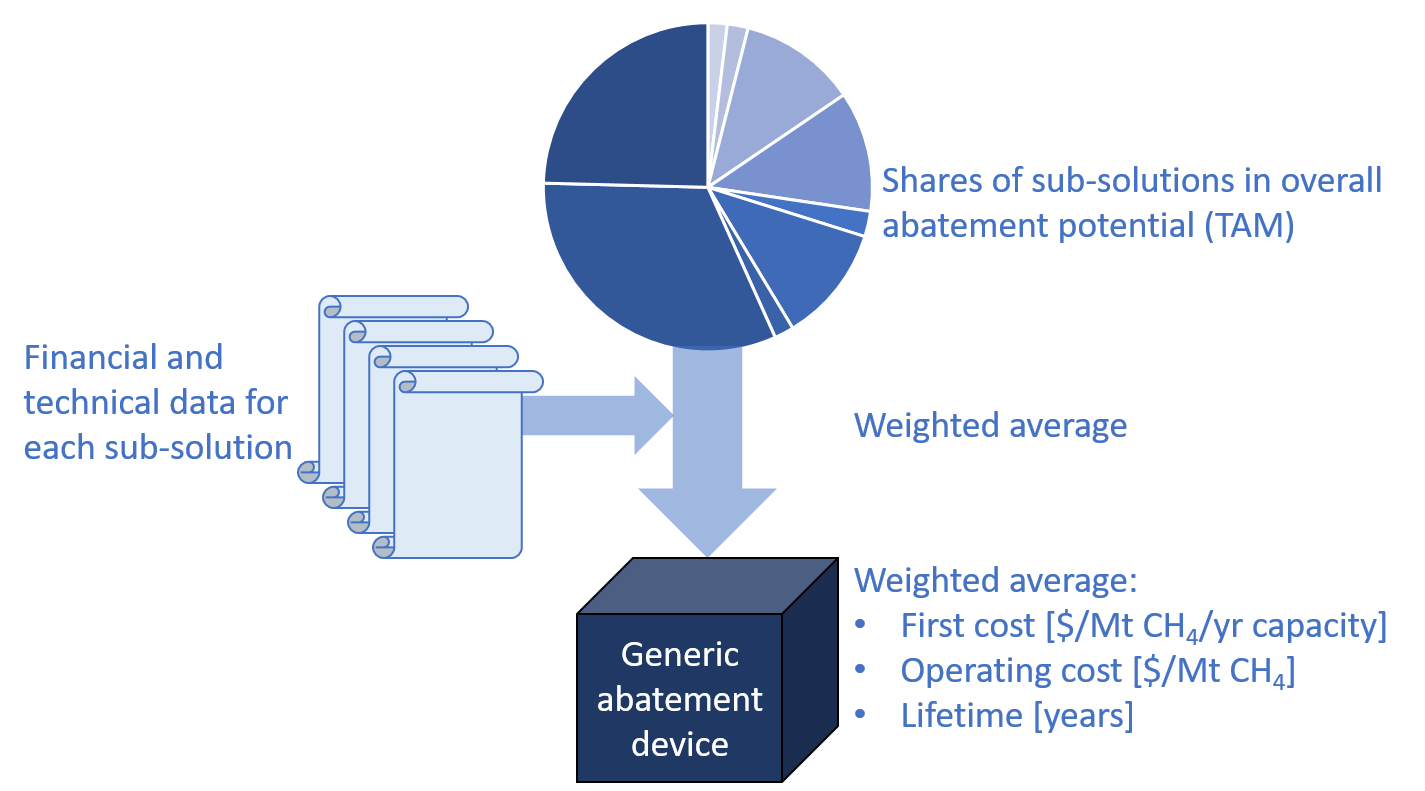 Shares of sub-solutions in overall
abatement potential (TAM)
Financial and
technical data for
each sub-solution
Weighted average
Generic
abatement
device
Weighted average:
• First cost [$/Mt CH₄/yr capacity]
• Operating cost [$/Mt CH₄]
• Lifetime [years]